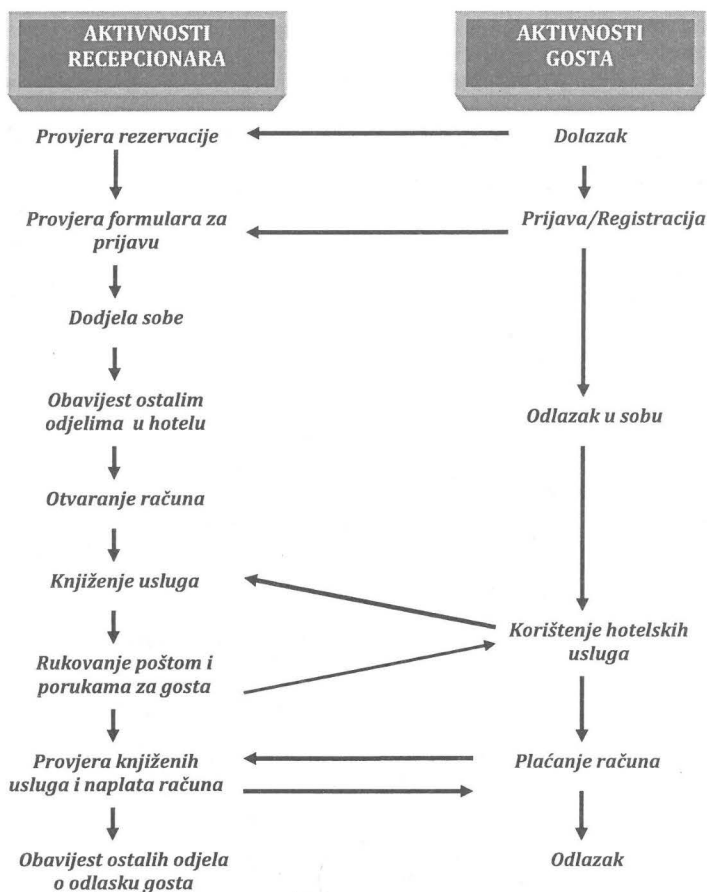 AKTIVNOSTI
RECEPCIONARA
Provjera rezervacije
Provjera formulara za
prijavu
Dodjela sobe
Obavijest ostalim
odjelima u hotelu
Otvaranje računa
Knjiženje usluga
Rukovanje poštom i
porukama za gosta
Provjera knjiženih
usluga i naplata računa
Obavijest ostalih odjela
o odlasku gosta
AKTIVNOSTI
GOSTA
Dolazak
Prijava/Registracija
Odlazak u sobu
Korištenje hotelskih
usluga
Plaćanje računa
Odlazak